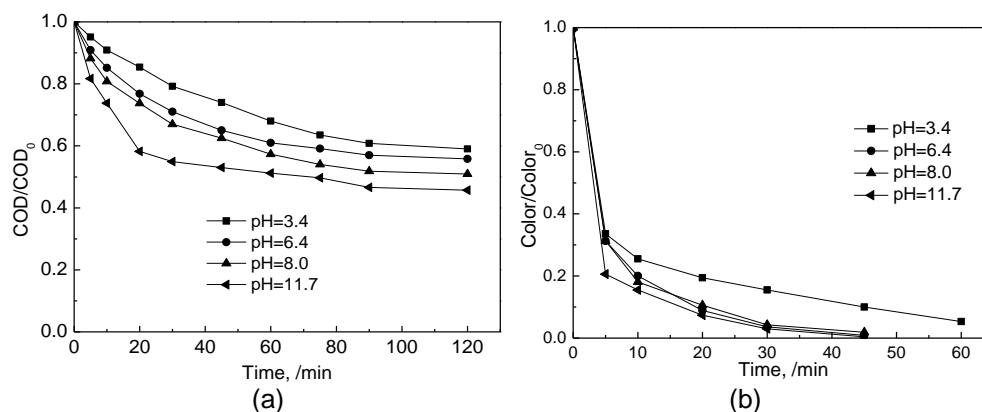 1.0
0.8
0.6
0.4
0.2
0.0
COD/COD₀
pH=3.4
pH=6.4
pH=8.0
pH=11.7
0 20 40 60 80 100 120
Time, /min
(a)
1.0
0.8
0.6
0.4
0.2
0.0
Color/Color₀
pH=3.4
pH=6.4
pH=8.0
pH=11.7
0 10 20 30 40 50 60
Time, /min
(b)